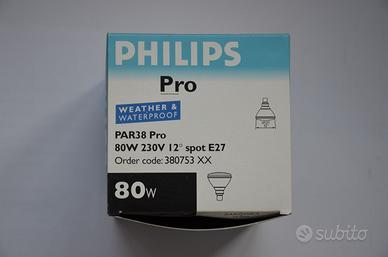 PHILIPS
Pro
WEATHER &
WATERPROOF
PAR38 Pro
80W 230V 12° spot E27
Order code: 380753 XX
80W
subito